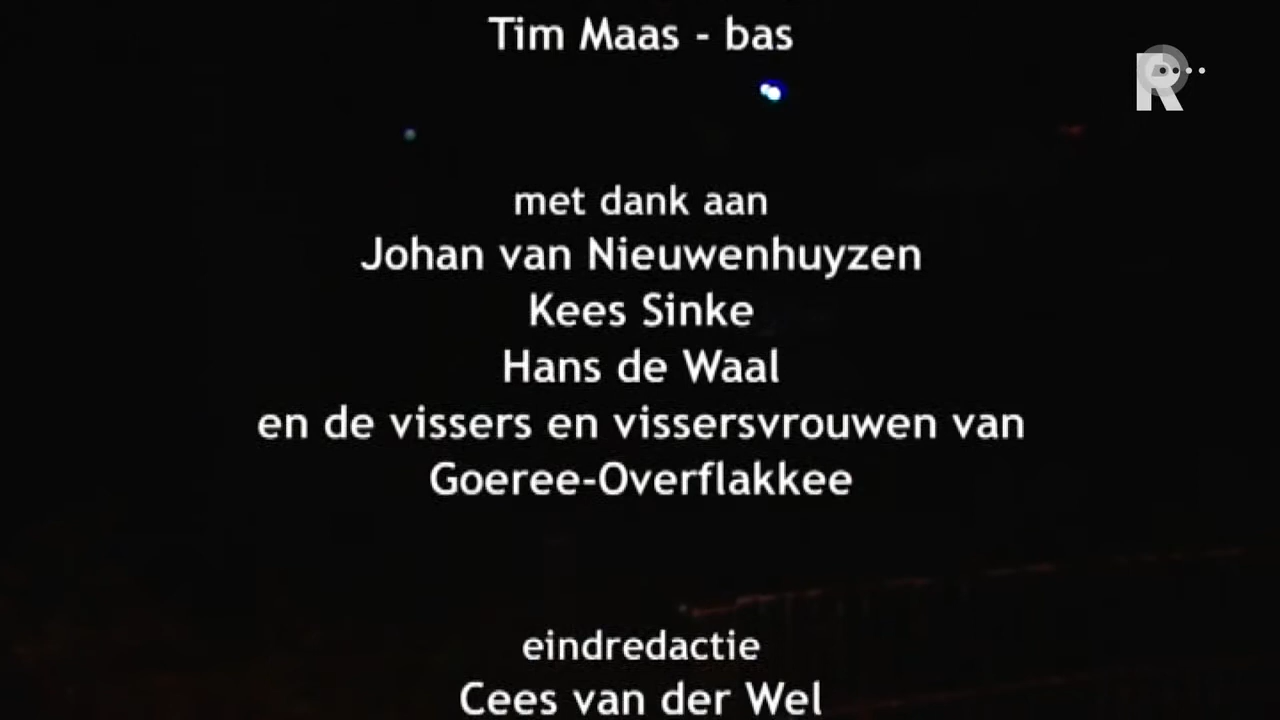 Tim Maas - bas
R
met dank aan
Johan van Nieuwenhuyzen
Kees Sinke
Hans de Waal
en de vissers en vissersvrouwen van
Goeree-Overflakkee
eindredactie
Cees van der Wel